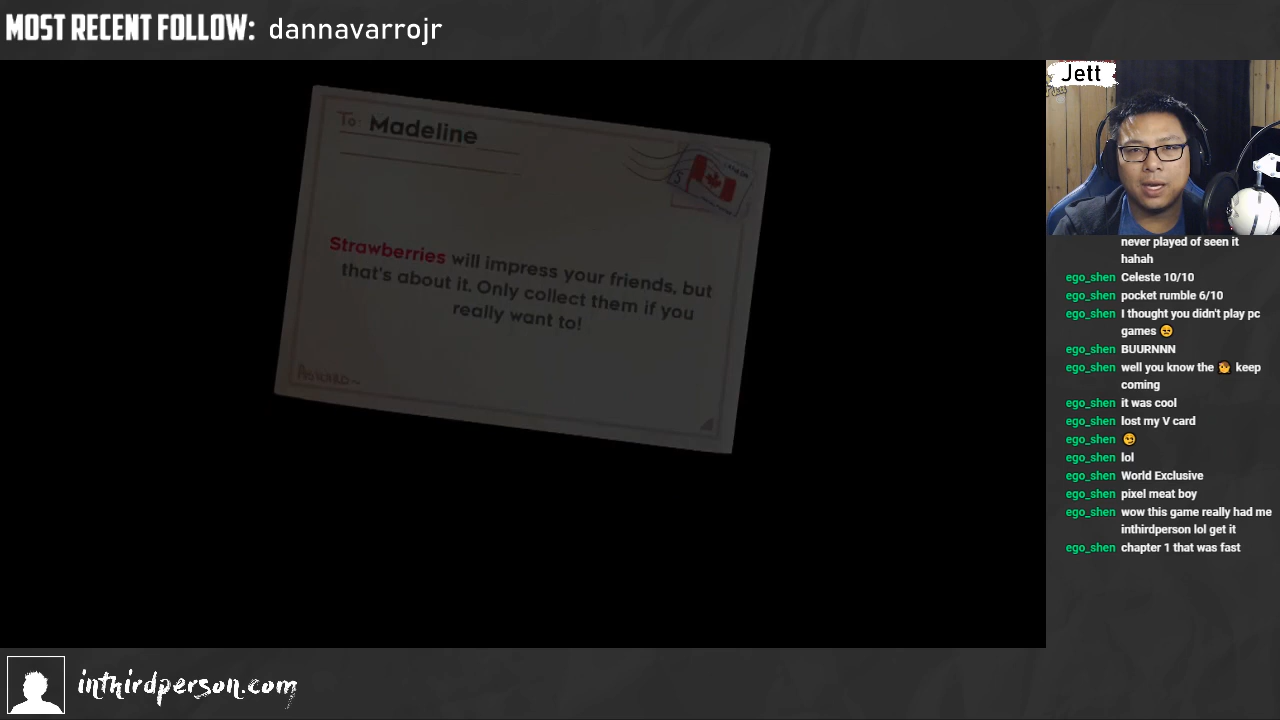 MOST RECENT FOLLOW: dannavarrojr
To: Madeline
5
Strawberries will impress your friends, but
that's about it. Only collect them if you
really want to!
Jett
never played of seen it
hahah
ego_shen Celeste 10/10
ego_shen pocket rumble 6/10
ego_shen I thought you didn't play pc
games 😒
ego_shen BUURNNN
ego_shen well you know the 💁 keep
coming
ego_shen it was cool
ego_shen lost my V card
ego_shen 😏
ego_shen lol
ego_shen World Exclusive
ego_shen pixel meat boy
ego_shen wow this game really had me
inthirdperson lol get it
ego_shen chapter 1 that was fast
inthirdperson.com